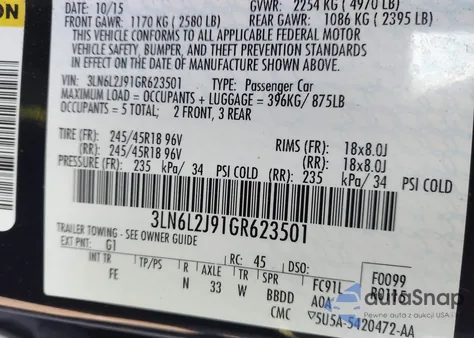 10/15 GVWR: 2254 KG ( 4970 LB)
FRONT GAWR: 1170 KG ( 2580 LB) REAR GAWR: 1086 KG ( 2395 LB)
THIS VEHICLE CONFORMS TO ALL APPLICABLE FEDERAL MOTOR
VEHICLE SAFETY, BUMPER, AND THEFT PREVENTION STANDARDS
IN EFFECT ON THE DATE OF MANUFACTURE SHOWN ABOVE.
VIN: 3LN6L2J91GR623501 TYPE: Passenger Car
MAXIMUM LOAD = OCCUPANTS + LUGGAGE = 396KG/ 875LB
OCCUPANTS = 5 TOTAL: 2 FRONT, 3 REAR
TIRE (FR): 245/45R18 96V RIMS (FR): 18x8.0J
(RR): 245/45R18 96V (RR): 18x8.0J
PRESSURE (FR): 235 kPa/ 34 PSI COLD (RR): 235 kPa/ 34 PSI COLD
3LN6L2J91GR623501
TRAILER TOWING - SEE OWNER GUIDE
EXT PNT: G1 RC: 45 DSO: FC91L F0099
INT TR TP/PS R AXLE TR SPR A0A R0115
FE N 33 W BBDD
CMC 5U5A-5420472-AA
autaSnap
Pewne auta z USA